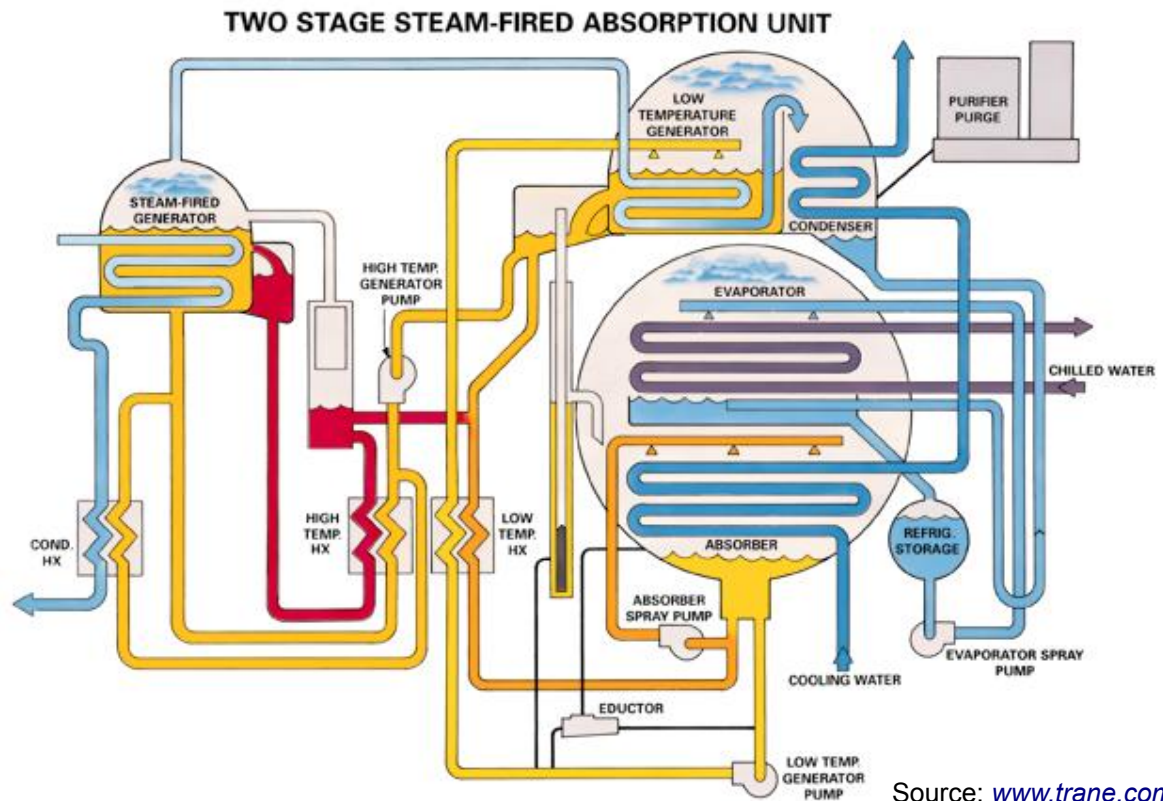 TWO STAGE STEAM-FIRED ABSORPTION UNIT
LOW
TEMPERATURE
GENERATOR
PURIFIER
PURGE
STEAM-FIRED
GENERATOR
CONDENSER
HIGH TEMP.
GENERATOR
PUMP
EVAPORATOR
CHILLED WATER
COND.
HX
HIGH
TEMP.
HX
LOW
TEMP.
HX
REFRIG.
STORAGE
ABSORBER
ABSORBER
SPRAY PUMP
EVAPORATOR SPRAY
PUMP
COOLING WATER
EDUCTOR
LOW TEMP.
GENERATOR
PUMP
Source: www.trane.con